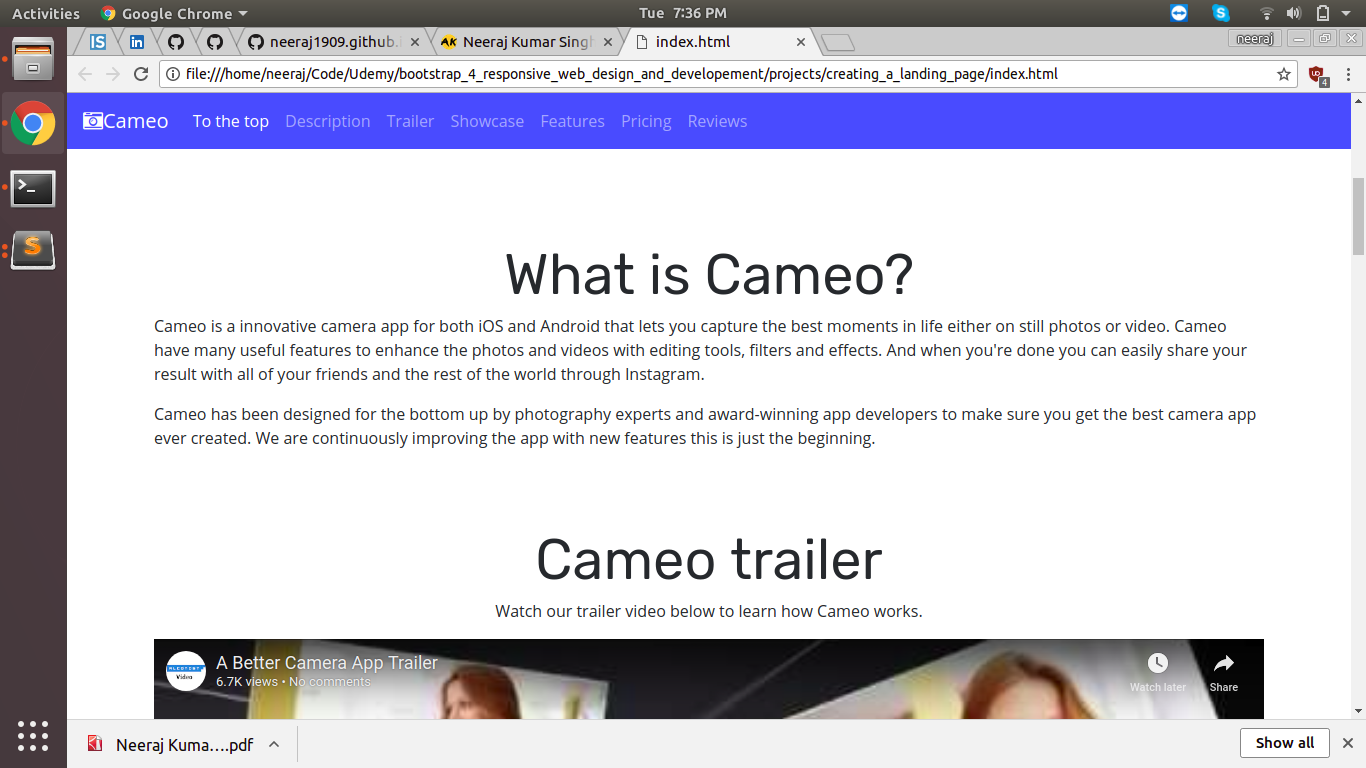 Activities Google Chrome Tue 7:36 PM
neeraj1909.github. Neeraj Kumar Singh index.html neeraj
file:///home/neeraj/Code/Udemy/bootstrap_4_responsive_web_design_and_developement/projects/creating_a_landing_page/index.html 4
Cameo To the top Description Trailer Showcase Features Pricing Reviews
What is Cameo?
Cameo is a innovative camera app for both iOS and Android that lets you capture the best moments in life either on still photos or video. Cameo
have many useful features to enhance the photos and videos with editing tools, filters and effects. And when you're done you can easily share your
result with all of your friends and the rest of the world through Instagram.
Cameo has been designed for the bottom up by photography experts and award-winning app developers to make sure you get the best camera app
ever created. We are continuously improving the app with new features this is just the beginning.
Cameo trailer
Watch our trailer video below to learn how Cameo works.
A Better Camera App Trailer
6.7K views • No comments
Watch later Share
Video
Neeraj Kuma….pdf Show all